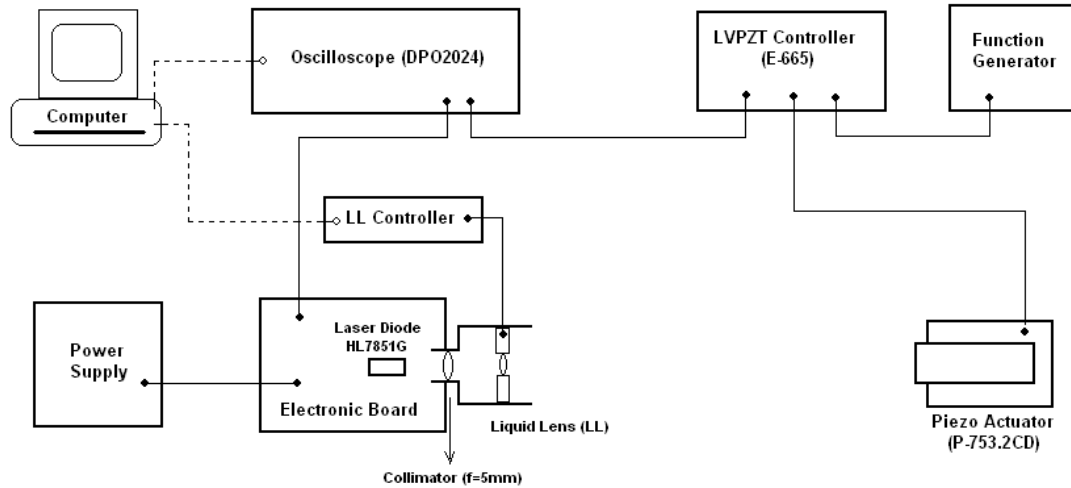 Oscilloscope (DPO2024)
LVPZT Controller
(E-665)
Function
Generator
Computer
LL Controller
Laser Diode
HL7851G
Power
Supply
Electronic Board
Liquid Lens (LL)
Piezo Actuator
(P-753.2CD)
Collimator (f=5mm)